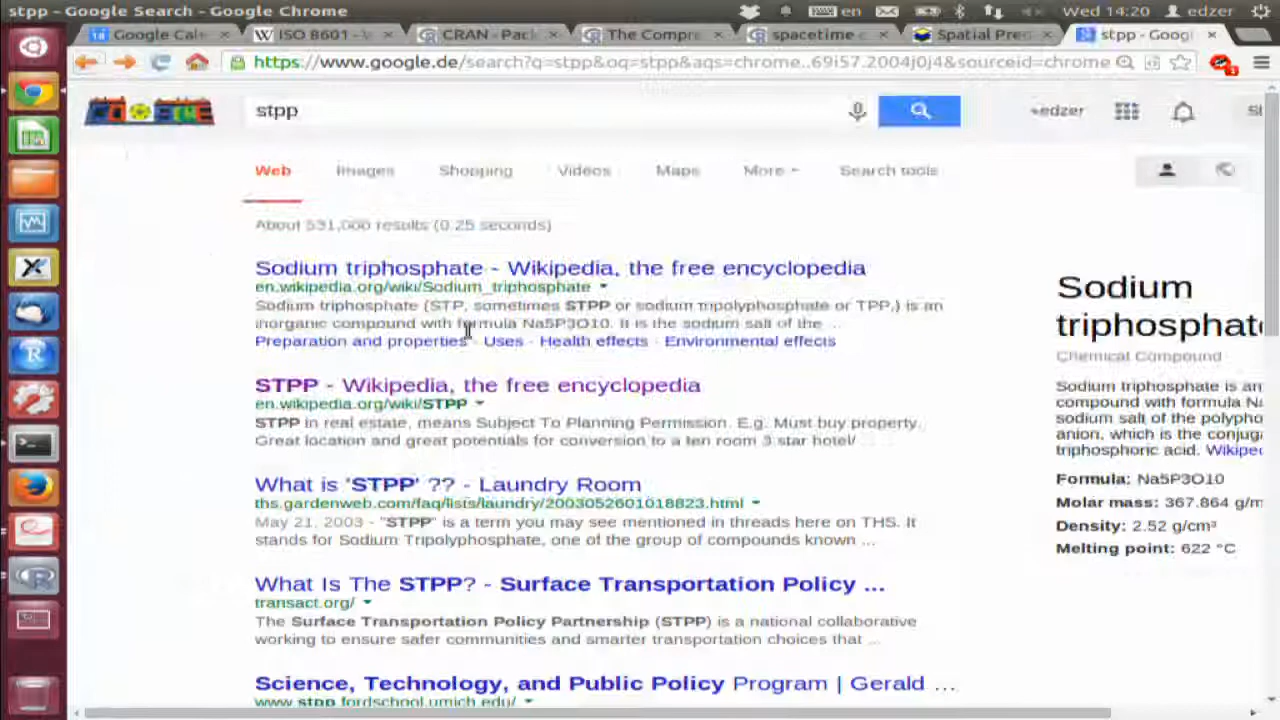 stpp - Google Search - Google Chrome
en
Wed 14:20
edzer
Google Cal
ISO 8601 -
CRAN - Pack
The Compre
spacetime
Spatial Pre
stpp - Goog
https://www.google.de/search?q=stpp&oq=stpp&aqs=chrome..69i57.2004j0j4&sourceid=chrome
stpp
+edzer
Web
Images
Shopping
Videos
Maps
More
Search tools
About 531,000 results (0.25 seconds)
Sodium triphosphate - Wikipedia, the free encyclopedia
en.wikipedia.org/wiki/Sodium_triphosphate
Sodium triphosphate (STP, sometimes STPP or sodium tripolyphosphate or TPP,) is an
inorganic compound with formula Na5P3O10. It is the sodium salt of the ...
Preparation and properties - Uses - Health effects - Environmental effects
STPP - Wikipedia, the free encyclopedia
en.wikipedia.org/wiki/STPP
STPP in real estate, means Subject To Planning Permission. E.g. Must buy property.
Great location and great potentials for conversion to a ten room 3 star hotel/
What is 'STPP' ?? - Laundry Room
ths.gardenweb.com/faq/lists/laundry/2003052601018823.html
May 21, 2003 - "STPP" is a term you may see mentioned in threads here on THS. It
stands for Sodium Tripolyphosphate, one of the group of compounds known ...
What Is The STPP? - Surface Transportation Policy ...
transact.org/
The Surface Transportation Policy Partnership (STPP) is a national collaborative
working to ensure safer communities and smarter transportation choices that ...
Science, Technology, and Public Policy Program | Gerald ...
www.stpp.fordschool.umich.edu/
Sodium
triphosphate
Chemical Compound
Sodium triphosphate is an
compound with formula Na
sodium salt of the polypho
anion, which is the conjuga
triphosphoric acid. Wikiped
Formula: Na5P3O10
Molar mass: 367.864 g/m
Density: 2.52 g/cm³
Melting point: 622 °C